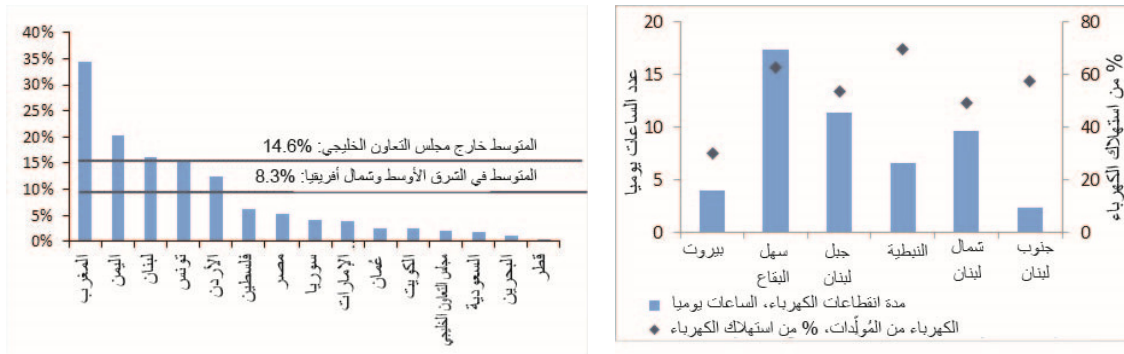 40%
35%
30%
25%
20%
15%
10%
5%
0%
المتوسط خارج مجلس التعاون الخليجي: 14.6%
المتوسط في الشرق الأوسط وشمال أفريقيا: 8.3%
المغرب
اليمن
لبنان
تونس
الأردن
فلسطين
مصر
سوريا
الإمارات
عُمان
الكويت
مجلس التعاون الخليجي
السعودية
البحرين
قطر
عدد الساعات يوميا
20
15
10
5
0
80
60
40
20
0
% من استهلاك الكهرباء
بيروت
سهل البقاع
جبل لبنان
النبطية
شمال لبنان
جنوب لبنان
مدة انقطاعات الكهرباء، الساعات يوميا
الكهرباء من المُولِّدات، % من استهلاك الكهرباء